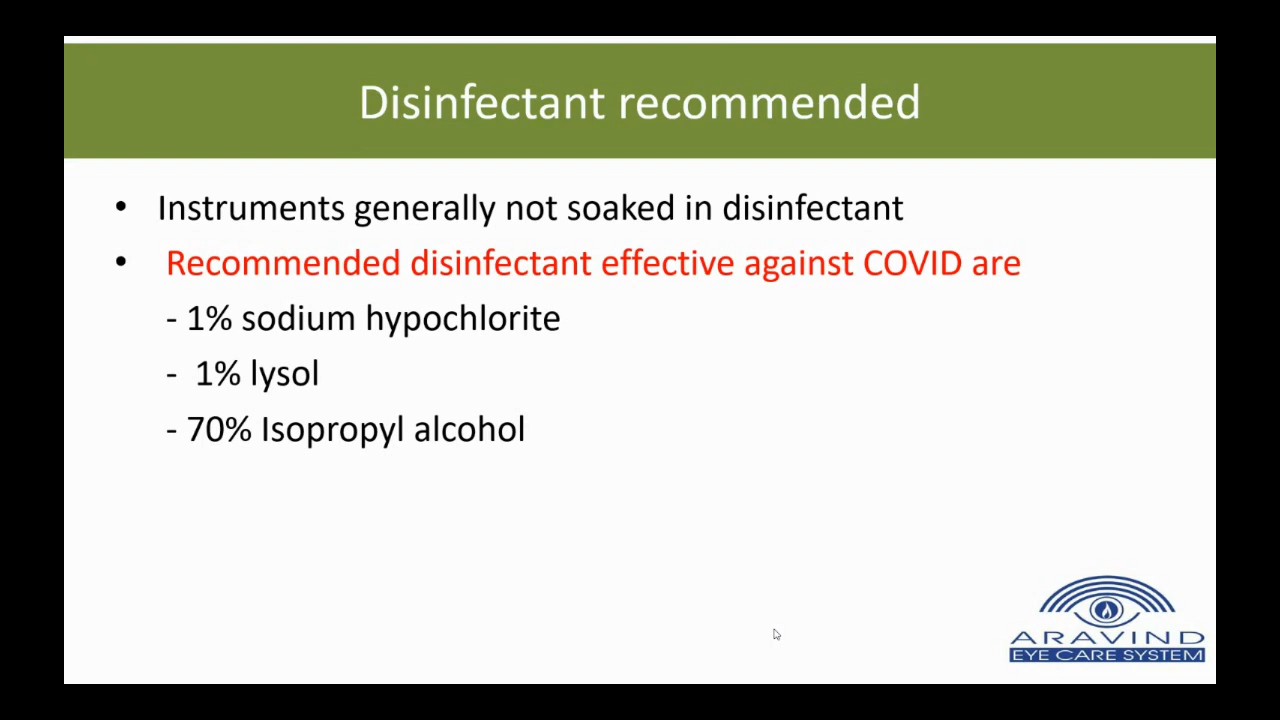 Disinfectant recommended
• Instruments generally not soaked in disinfectant
• Recommended disinfectant effective against COVID are
- 1% sodium hypochlorite
- 1% lysol
- 70% Isopropyl alcohol
ARAVIND
EYE CARE SYSTEM